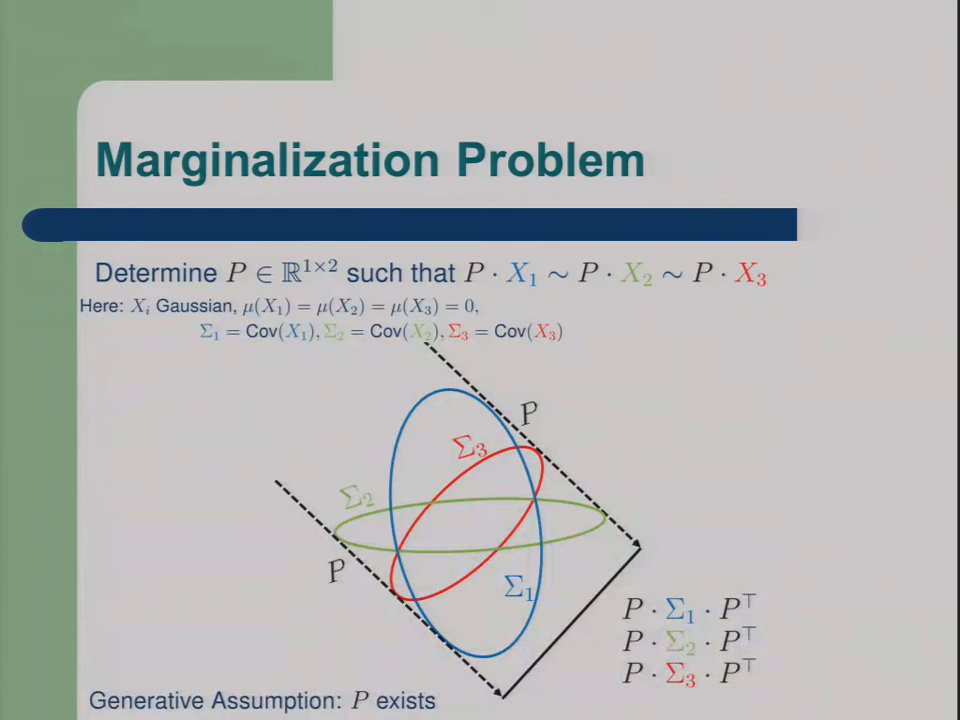 Marginalization Problem
Determine P ∈ ℝ^{1×2} such that P · X₁ ∼ P · X₂ ∼ P · X₃
Here: Xᵢ Gaussian, μ(X₁) = μ(X₂) = μ(X₃) = 0,
Σ₁ = Cov(X₁), Σ₂ = Cov(X₂), Σ₃ = Cov(X₃)
P
Σ₃
Σ₂
P
Σ₁
P · Σ₁ · P^⊤
P · Σ₂ · P^⊤
P · Σ₃ · P^⊤
Generative Assumption: P exists